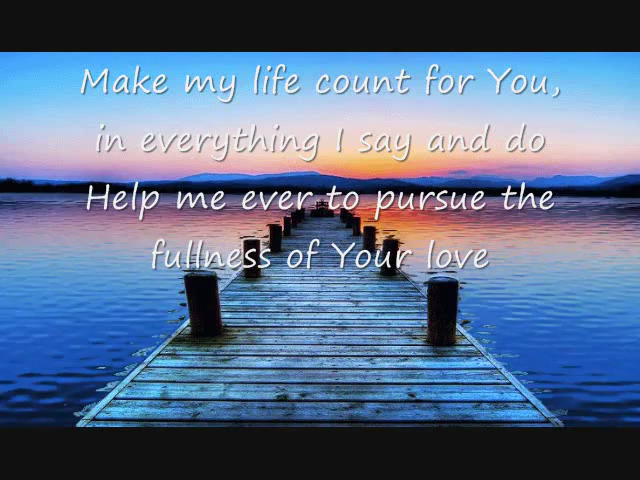 Make my life count for You,
in everything I say and do
Help me ever to pursue the
fullness of Your love